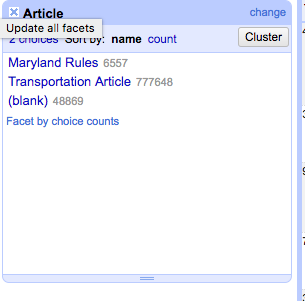 Article change
Update all facets
2 choices Sort by: name count Cluster
Maryland Rules 6557
Transportation Article 777648
(blank) 48869
Facet by choice counts